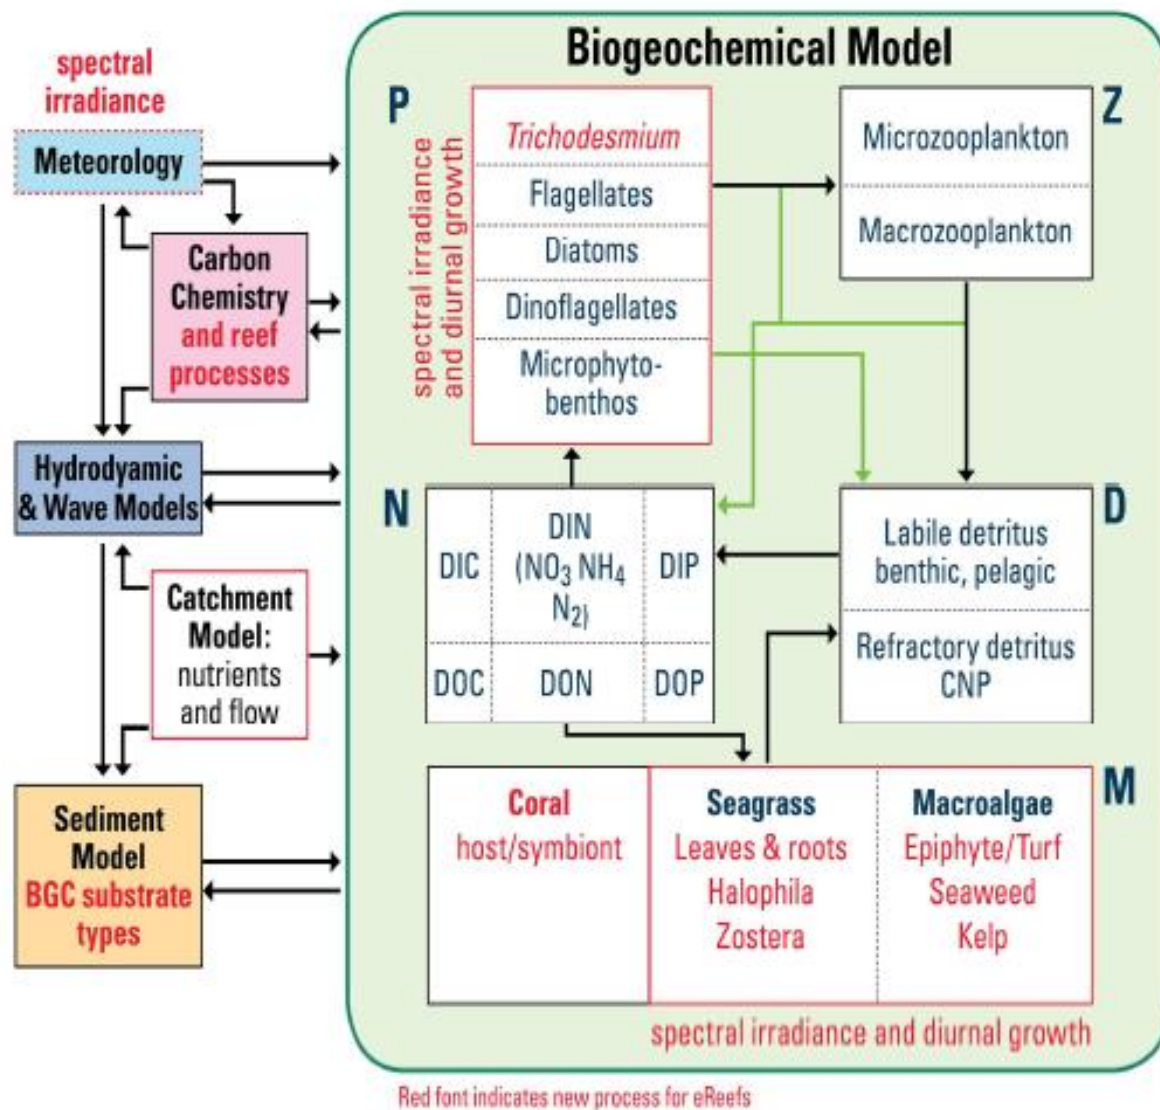 Biogeochemical Model
spectral
irradiance
Meteorology
Carbon
Chemistry
and reef
processes
Hydrodyamic
& Wave Models
Catchment
Model:
nutrients
and flow
Sediment
Model
BGC substrate
types
P
spectral irradiance
and diurnal growth
Trichodesmium
Flagellates
Diatoms
Dinoflagellates
Microphyto-
benthos
Z
Microzooplankton
Macrozooplankton
N
DIC
DIN
(NO3 NH4
N2)
DIP
DOC
DON
DOP
D
Labile detritus
benthic, pelagic
Refractory detritus
CNP
M
Coral
host/symbiont
Seagrass
Leaves & roots
Halophila
Zostera
Macroalgae
Epiphyte/Turf
Seaweed
Kelp
spectral irradiance and diurnal growth
Red font indicates new process for eReefs